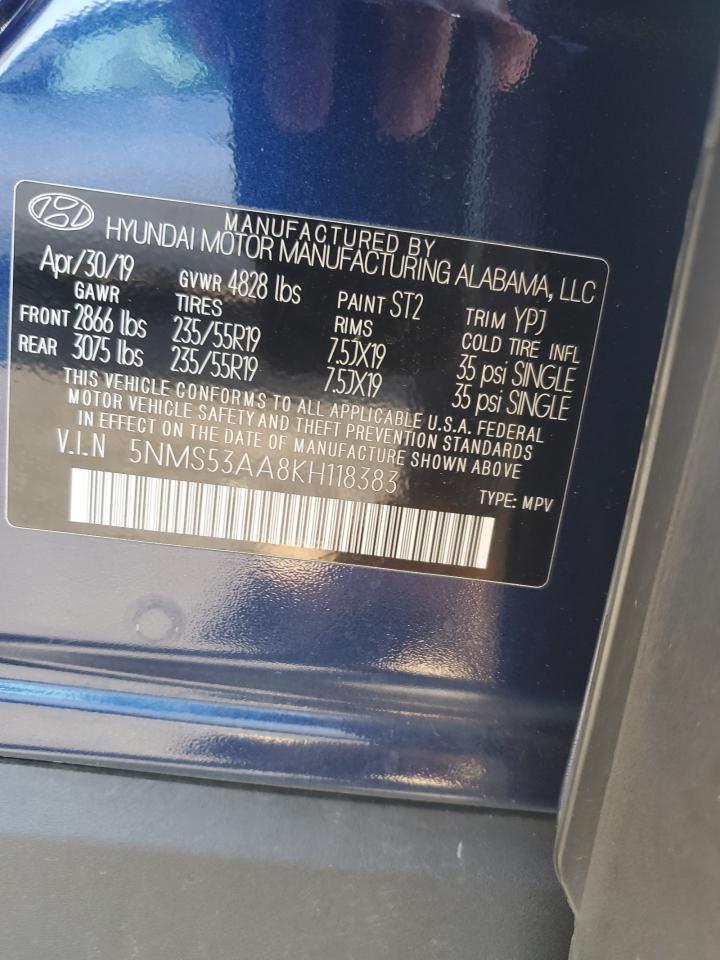 MANUFACTURED BY
HYUNDAI MOTOR MANUFACTURING ALABAMA, LLC
Apr/30/19 GVWR 4828 lbs PAINT ST2 TRIM YPJ
GAWR TIRES RIMS COLD TIRE INFL
FRONT 2866 lbs 235/55R19 7.5JX19 35 psi SINGLE
REAR 3075 lbs 235/55R19 7.5JX19 35 psi SINGLE
THIS VEHICLE CONFORMS TO ALL APPLICABLE U.S.A. FEDERAL
MOTOR VEHICLE SAFETY AND THEFT PREVENTION STANDARDS
IN EFFECT ON THE DATE OF MANUFACTURE SHOWN ABOVE
V.I.N 5NMS53AA8KH118383 TYPE: MPV